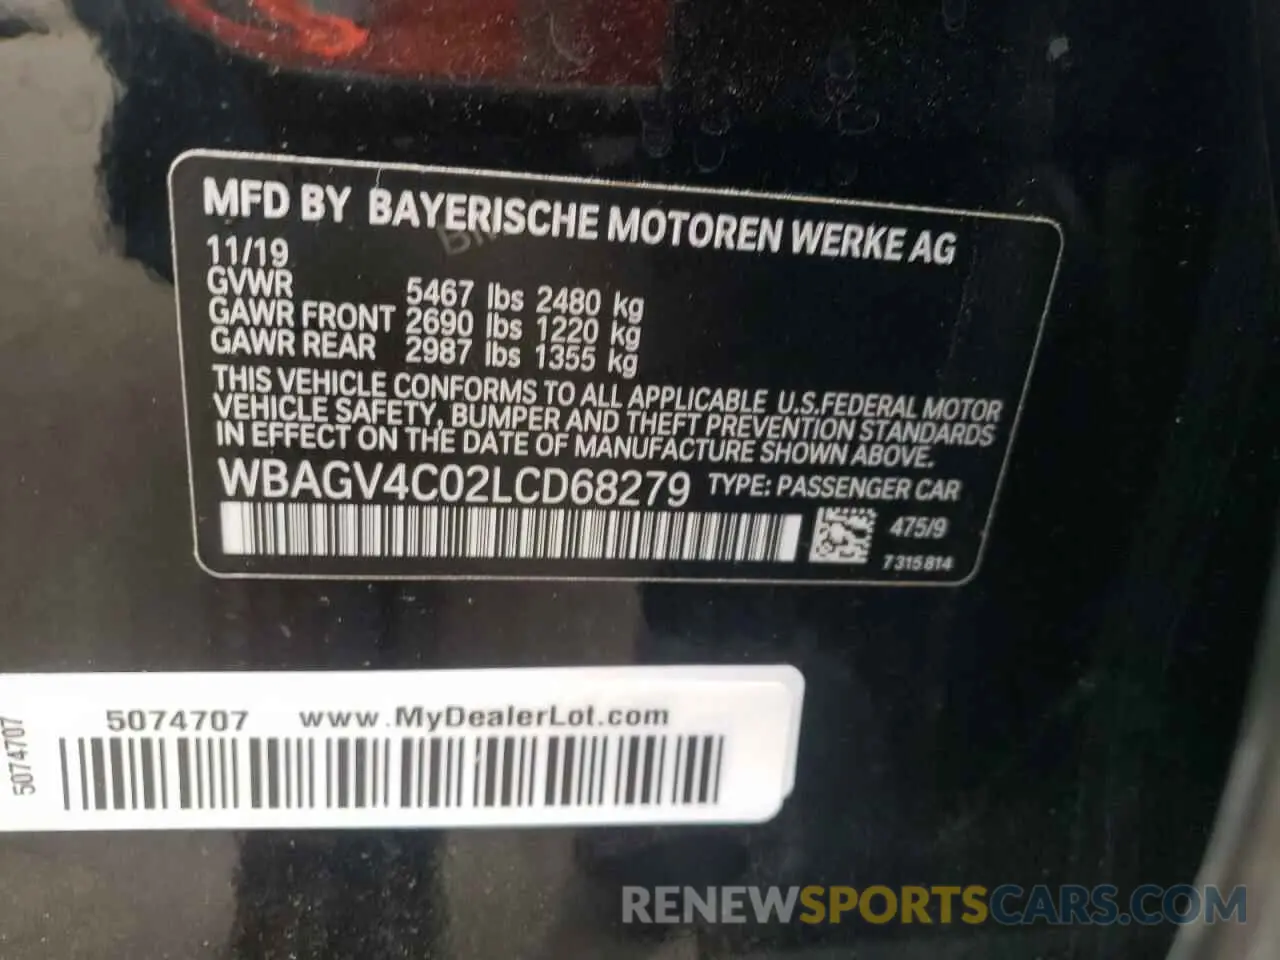 MFD BY BAYERISCHE MOTOREN WERKE AG
11/19
GVWR 5467 lbs 2480 kg
GAWR FRONT 2690 lbs 1220 kg
GAWR REAR 2987 lbs 1355 kg
THIS VEHICLE CONFORMS TO ALL APPLICABLE U.S.FEDERAL MOTOR
VEHICLE SAFETY, BUMPER AND THEFT PREVENTION STANDARDS
IN EFFECT ON THE DATE OF MANUFACTURE SHOWN ABOVE.
WBAGV4C02LCD68279 TYPE: PASSENGER CAR
475/9
7315814
5074707 www.MyDealerLot.com
5074707
RENEWSPORTSCARS.COM